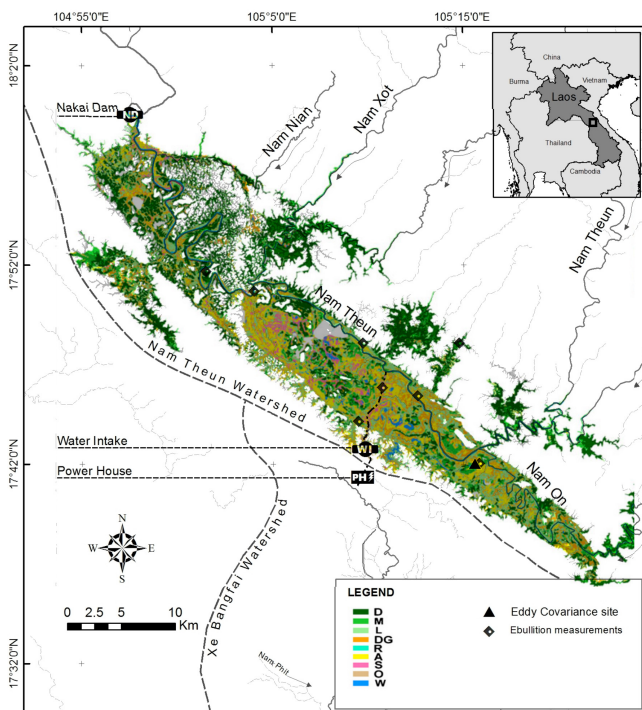 104°55'0"E
105°5'0"E
105°15'0"E
18°2'0"N
17°52'0"N
17°42'0"N
17°32'0"N
China
Burma
Vietnam
Laos
Thailand
Cambodia
Nakai Dam
ND
Nam Nian
Nam Xot
Nam Theun
Nam Theun
Nam Theun Watershed
Water Intake
WI
Power House
PH
Nam On
Xe Bangfai Watershed
N
W
E
S
0 2.5 5 10
Km
Nam Phit
LEGEND
D
M
L
DG
R
A
S
O
W
Eddy Covariance site
Ebullition measurements